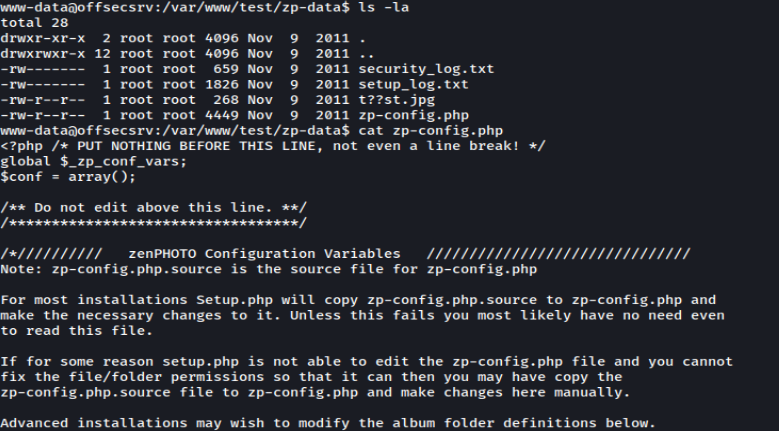 www-data@offsecsrv:/var/www/test/zp-data$ ls -la
total 28
drwxr-xr-x  2 root root 4096 Nov  9  2011 .
drwxrwxr-x 12 root root 4096 Nov  9  2011 ..
-rw-------  1 root root  659 Nov  9  2011 security_log.txt
-rw-------  1 root root 1826 Nov  9  2011 setup_log.txt
-rw-r--r--  1 root root  268 Nov  9  2011 t??st.jpg
-rw-r--r--  1 root root 4449 Nov  9  2011 zp-config.php
www-data@offsecsrv:/var/www/test/zp-data$ cat zp-config.php
<?php /* PUT NOTHING BEFORE THIS LINE, not even a line break! */
global $_zp_conf_vars;
$conf = array();
/** Do not edit above this line. **/
/**********************************/
/*//////////   zenPHOTO Configuration Variables   ///////////////////////////////
Note: zp-config.php.source is the source file for zp-config.php
For most installations Setup.php will copy zp-config.php.source to zp-config.php and
make the necessary changes to it. Unless this fails you most likely have no need even
to read this file.
If for some reason setup.php is not able to edit the zp-config.php file and you cannot
fix the file/folder permissions so that it can then you may have copy the
zp-config.php.source file to zp-config.php and make changes here manually.
Advanced installations may wish to modify the album folder definitions below.